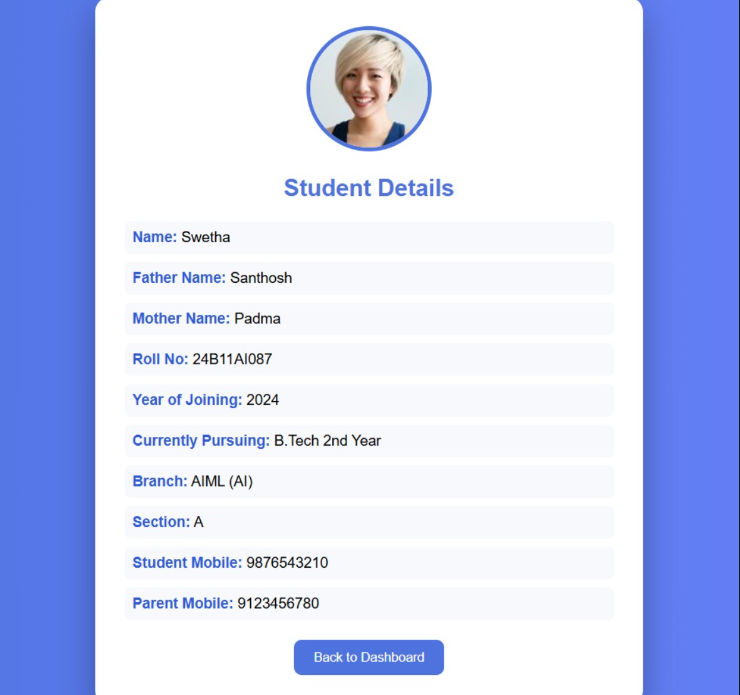 Student Details
Name: Swetha
Father Name: Santhosh
Mother Name: Padma
Roll No: 24B11AI087
Year of Joining: 2024
Currently Pursuing: B.Tech 2nd Year
Branch: AIML (AI)
Section: A
Student Mobile: 9876543210
Parent Mobile: 9123456780
Back to Dashboard